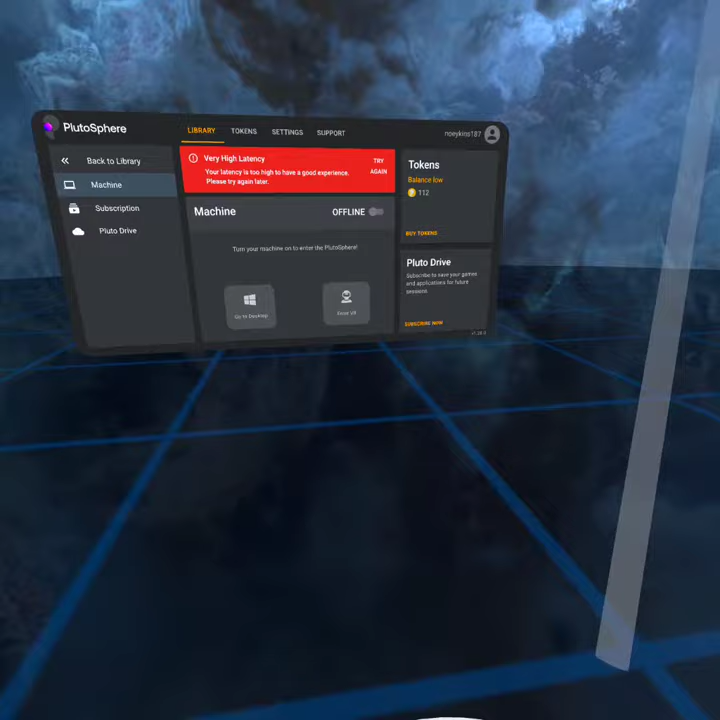 PlutoSphere
LIBRARY TOKENS SETTINGS SUPPORT
noeykins187
Back to Library
Machine
Subscription
Pluto Drive
Very High Latency
Your latency is too high to have a good experience.
Please try again later.
TRY
AGAIN
Machine
OFFLINE
Turn your machine on to enter the PlutoSphere!
Go to Desktop
Enter VR
Tokens
Balance low
112
BUY TOKENS
Pluto Drive
Subscribe to save your games
and applications for future
sessions.
SUBSCRIBE NOW